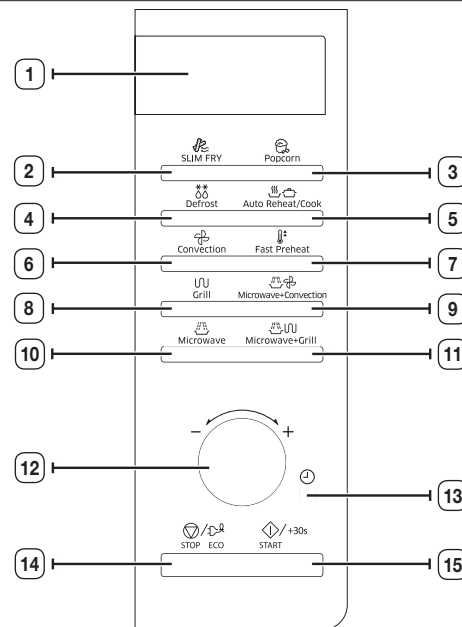 1
SLIM FRY Popcorn
2 3
Defrost Auto Reheat/Cook
4 5
Convection Fast Preheat
6 7
Grill Microwave+Convection
8 9
Microwave Microwave+Grill
10 11
− +
12
13
/ / +30s
STOP ECO START
14 15